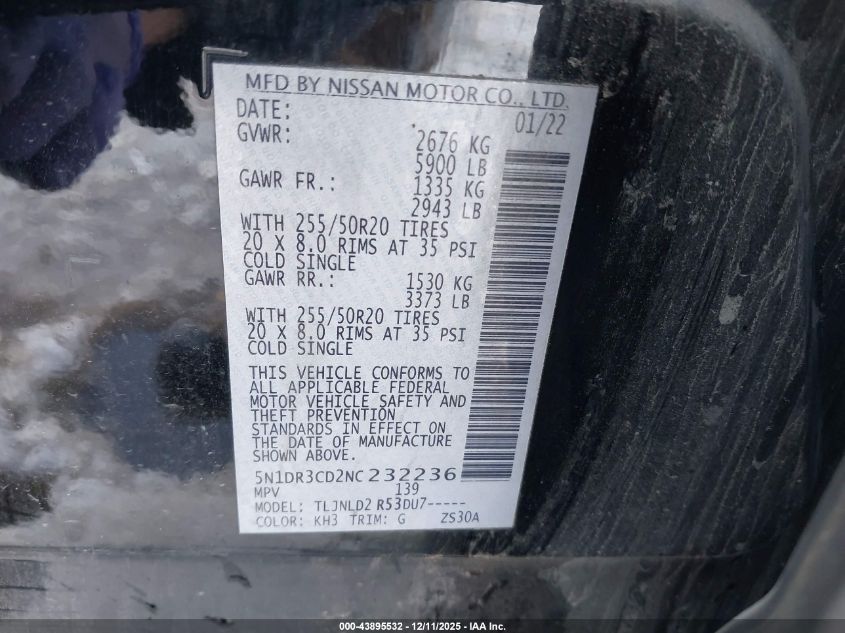 MFD BY NISSAN MOTOR CO., LTD.
DATE: 01/22
GVWR: 2676 KG
5900 LB
GAWR FR.: 1335 KG
2943 LB
WITH 255/50R20 TIRES
20 X 8.0 RIMS AT 35 PSI
COLD SINGLE
GAWR RR.: 1530 KG
3373 LB
WITH 255/50R20 TIRES
20 X 8.0 RIMS AT 35 PSI
COLD SINGLE
THIS VEHICLE CONFORMS TO
ALL APPLICABLE FEDERAL
MOTOR VEHICLE SAFETY AND
THEFT PREVENTION
STANDARDS IN EFFECT ON
THE DATE OF MANUFACTURE
SHOWN ABOVE.
5N1DR3CD2NC232236
MPV 139
MODEL: TLJNLD2 R53DU7-----
COLOR: KH3 TRIM: G ZS30A
000-43895532 - 12/11/2025 - IAA Inc.